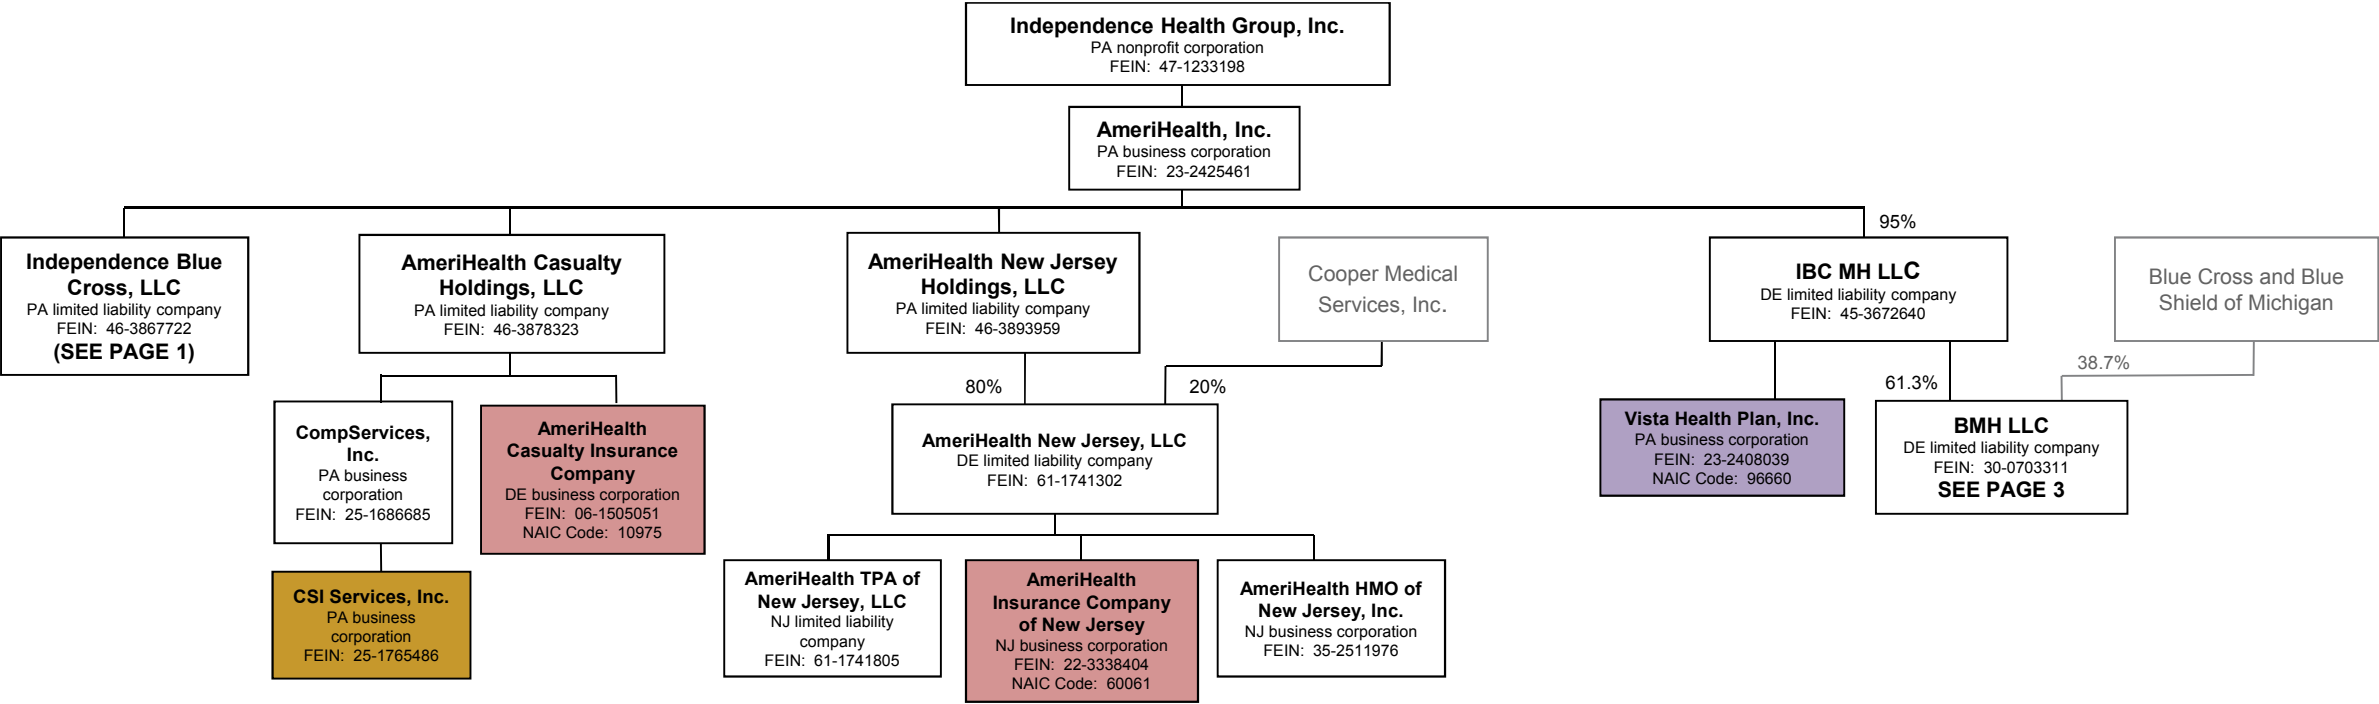 Independence Health Group, Inc.
PA nonprofit corporation
FEIN: 47-1233198
AmeriHealth, Inc.
PA business corporation
FEIN: 23-2425461
95%
Independence Blue
Cross, LLC
PA limited liability company
FEIN: 46-3867722
(SEE PAGE 1)
AmeriHealth Casualty
Holdings, LLC
PA limited liability company
FEIN: 46-3878323
AmeriHealth New Jersey
Holdings, LLC
PA limited liability company
FEIN: 46-3893959
Cooper Medical
Services, Inc.
IBC MH LLC
DE limited liability company
FEIN: 45-3672640
Blue Cross and Blue
Shield of Michigan
80%
20%
61.3%
38.7%
CompServices,
Inc.
PA business
corporation
FEIN: 25-1686685
AmeriHealth
Casualty Insurance
Company
DE business corporation
FEIN: 06-1505051
NAIC Code: 10975
AmeriHealth New Jersey, LLC
DE limited liability company
FEIN: 61-1741302
Vista Health Plan, Inc.
PA business corporation
FEIN: 23-2408039
NAIC Code: 96660
BMH LLC
DE limited liability company
FEIN: 30-0703311
SEE PAGE 3
CSI Services, Inc.
PA business
corporation
FEIN: 25-1765486
AmeriHealth TPA of
New Jersey, LLC
NJ limited liability
company
FEIN: 61-1741805
AmeriHealth
Insurance Company
of New Jersey
NJ business corporation
FEIN: 22-3338404
NAIC Code: 60061
AmeriHealth HMO of
New Jersey, Inc.
NJ business corporation
FEIN: 35-2511976